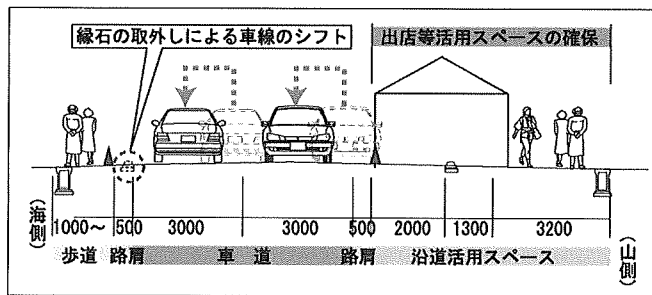 縁石の取外しによる車線のシフト
出店等活用スペースの確保
(海側)
1000～ 500 3000 3000 500 2000 1300 3200
(山側)
歩道 路肩 車道 路肩 沿道活用スペース